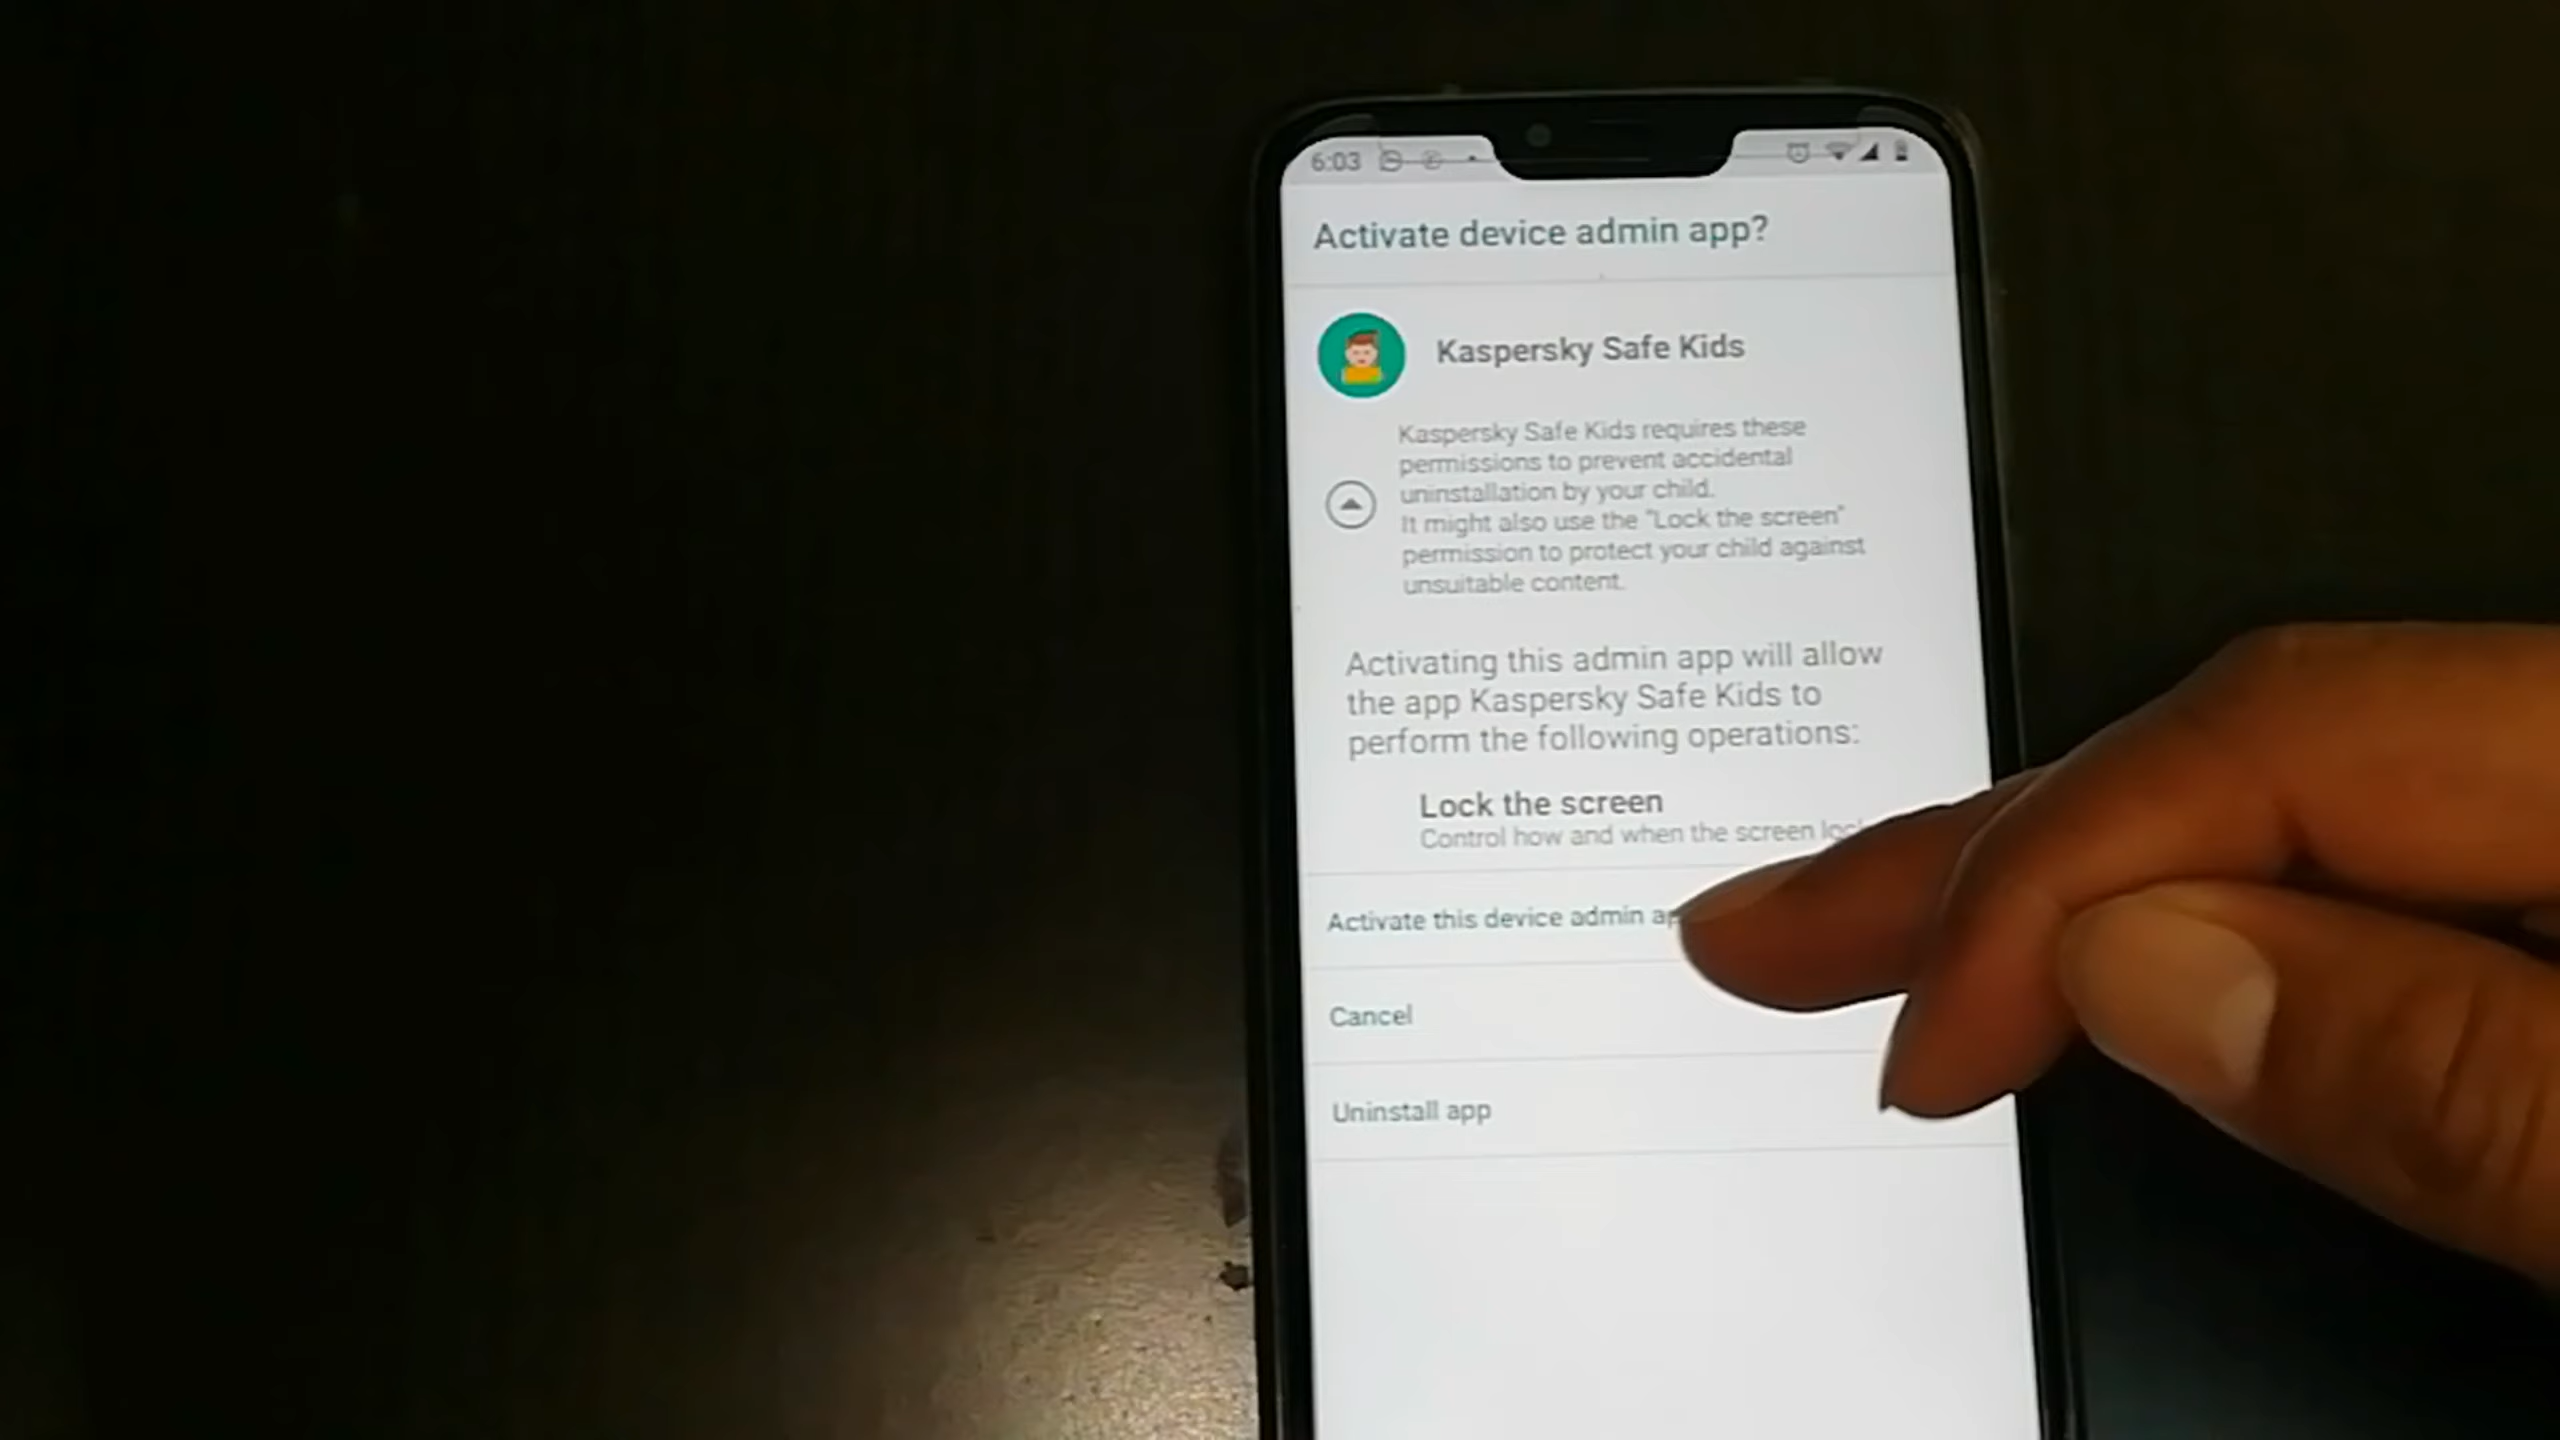 6:03
Activate device admin app?
Kaspersky Safe Kids
Kaspersky Safe Kids requires these
permissions to prevent accidental
uninstallation by your child.
It might also use the "Lock the screen"
permission to protect your child against
unsuitable content.
Activating this admin app will allow
the app Kaspersky Safe Kids to
perform the following operations:
Lock the screen
Control how and when the screen
Activate this device admin
Cancel
Uninstall app